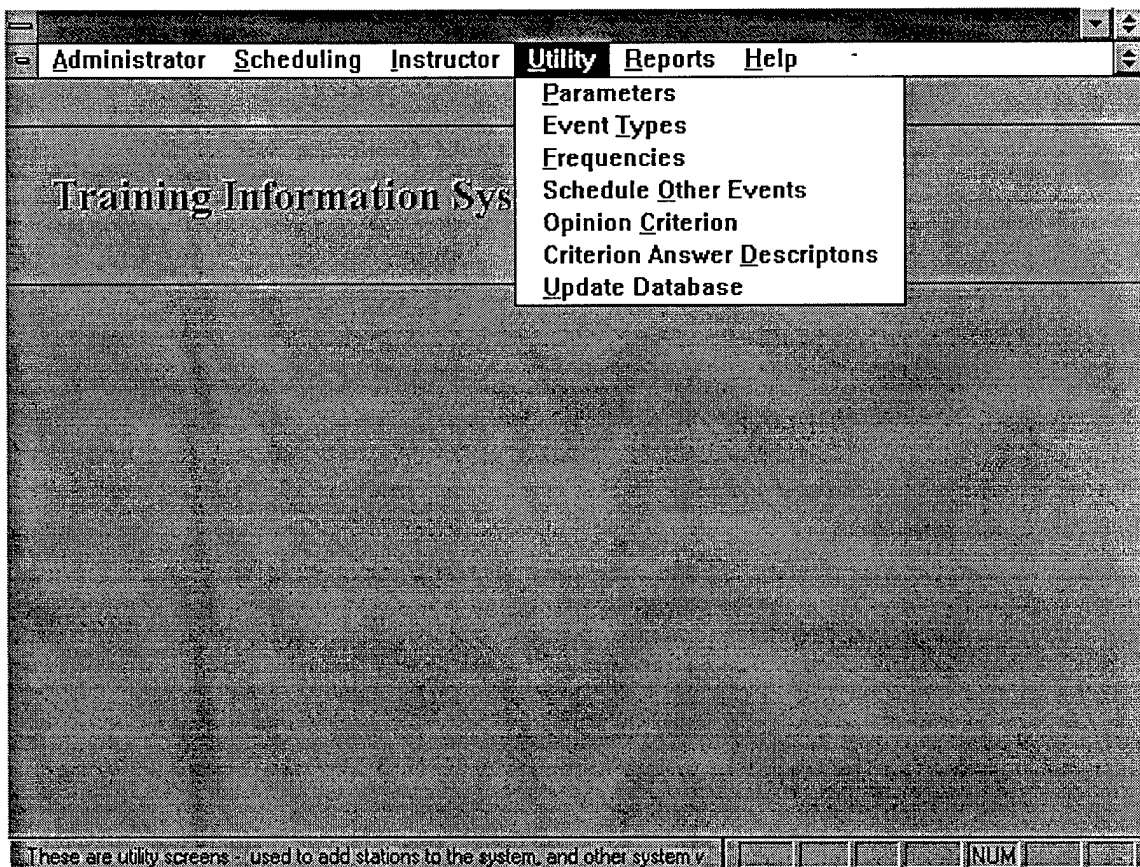 Administrator Scheduling Instructor Utility Reports Help
Parameters
Event Types
Frequencies
Training Information Sys
Schedule Other Events
Opinion Criterion
Criterion Answer Descriptons
Update Database
These are utility screens - used to add stations to the system, and other system v
NUM